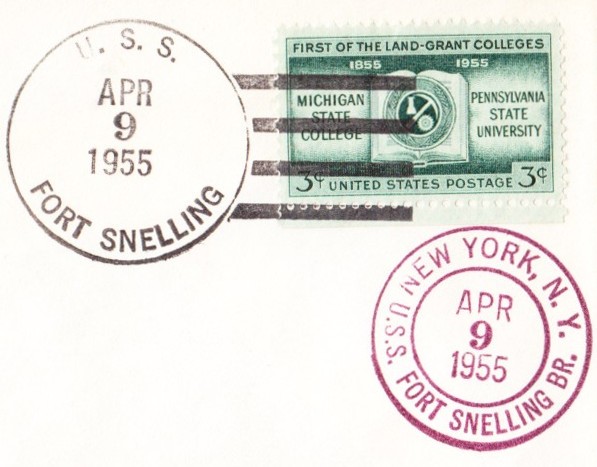 U. S. S.
APR
9
1955
FORT SNELLING
FIRST OF THE LAND-GRANT COLLEGES
1855 1955
MICHIGAN
STATE
COLLEGE
PENNSYLVANIA
STATE
UNIVERSITY
3¢ UNITED STATES POSTAGE 3¢
NEW YORK, N. Y.
APR
9
1955
U.S.S. FORT SNELLING BR.